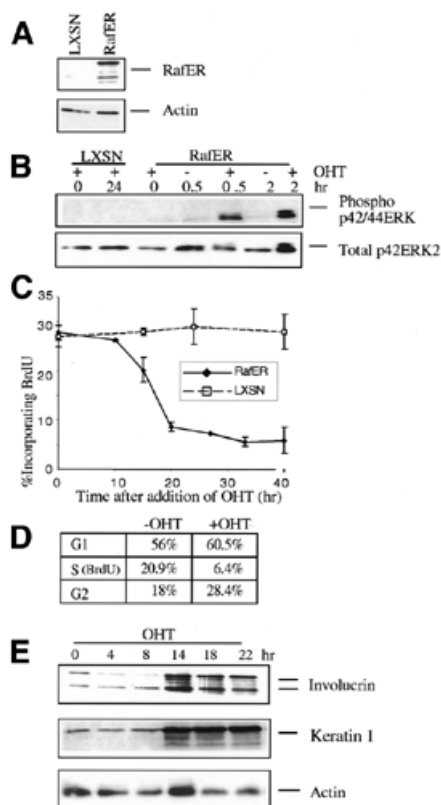 A
LXSN
RafER
RafER
Actin
B
LXSN RafER
+ + + - + - + OHT
0 24 0 0.5 0.5 2 2 hr
Phospho
p42/44ERK
Total p42ERK2
C
35
30
20
10
0
%Incorporating BrdU
RafER
LXSN
0 10 20 30 40
Time after addition of OHT (hr)
D
-OHT +OHT
G1 56% 60.5%
S (BrdU) 20.9% 6.4%
G2 18% 28.4%
E
OHT
0 4 8 14 18 22 hr
Involucrin
Keratin 1
Actin